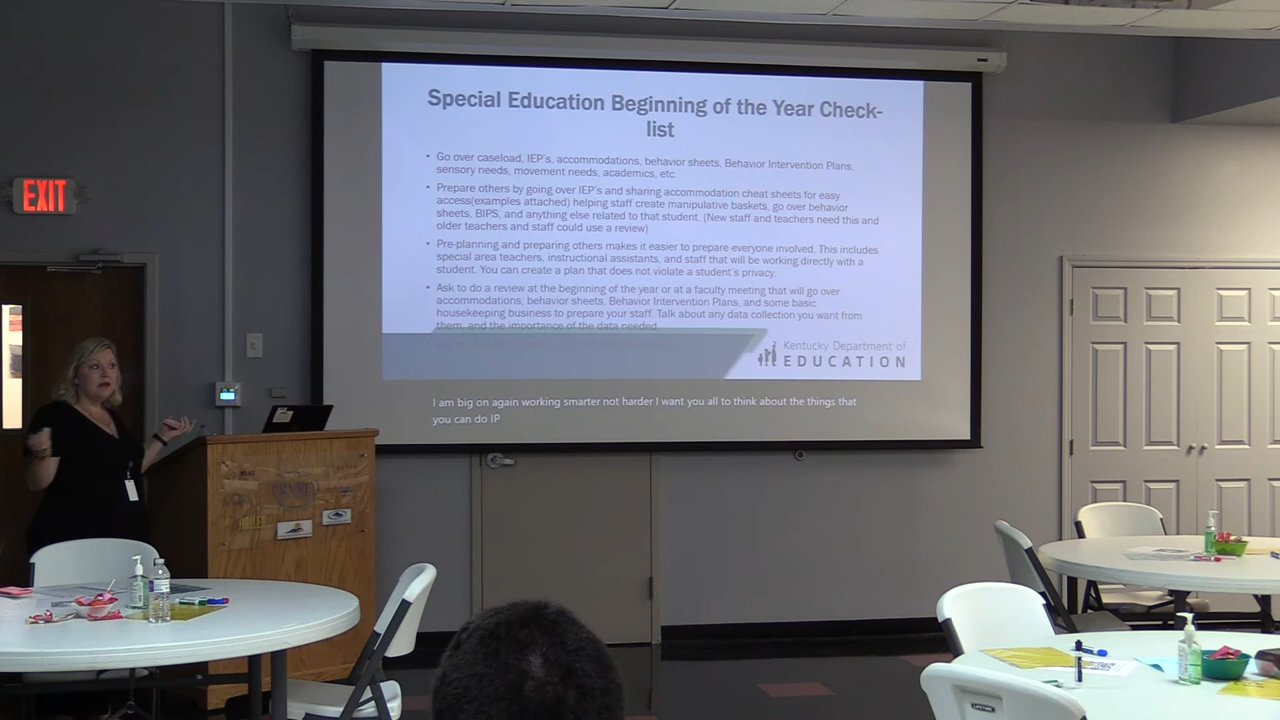 Special Education Beginning of the Year Check-
list
• Go over caseload, IEP's, accommodations, behavior sheets, Behavior Intervention Plans,
sensory needs, movement needs, academics, etc.
• Prepare others by going over IEP's and sharing accommodation cheat sheets for easy
access(examples attached) helping staff create manipulative baskets, go over behavior
sheets, BIPS, and anything else related to that student. (New staff and teachers need this and
older teachers and staff could use a review)
• Pre-planning and preparing others makes it easier to prepare everyone involved. This includes
special area teachers, instructional assistants, and staff that will be working directly with a
student. You can create a plan that does not violate a student's privacy.
• Ask to do a review at the beginning of the year or at a faculty meeting that will go over
accommodations, behavior sheets, Behavior Intervention Plans, and some basic
housekeeping business to prepare your staff. Talk about any data collection you want from
them, and the importance of the data needed.
Kentucky Department of
EDUCATION
I am big on again working smarter not harder I want you all to think about the things that
you can do IP
EXIT